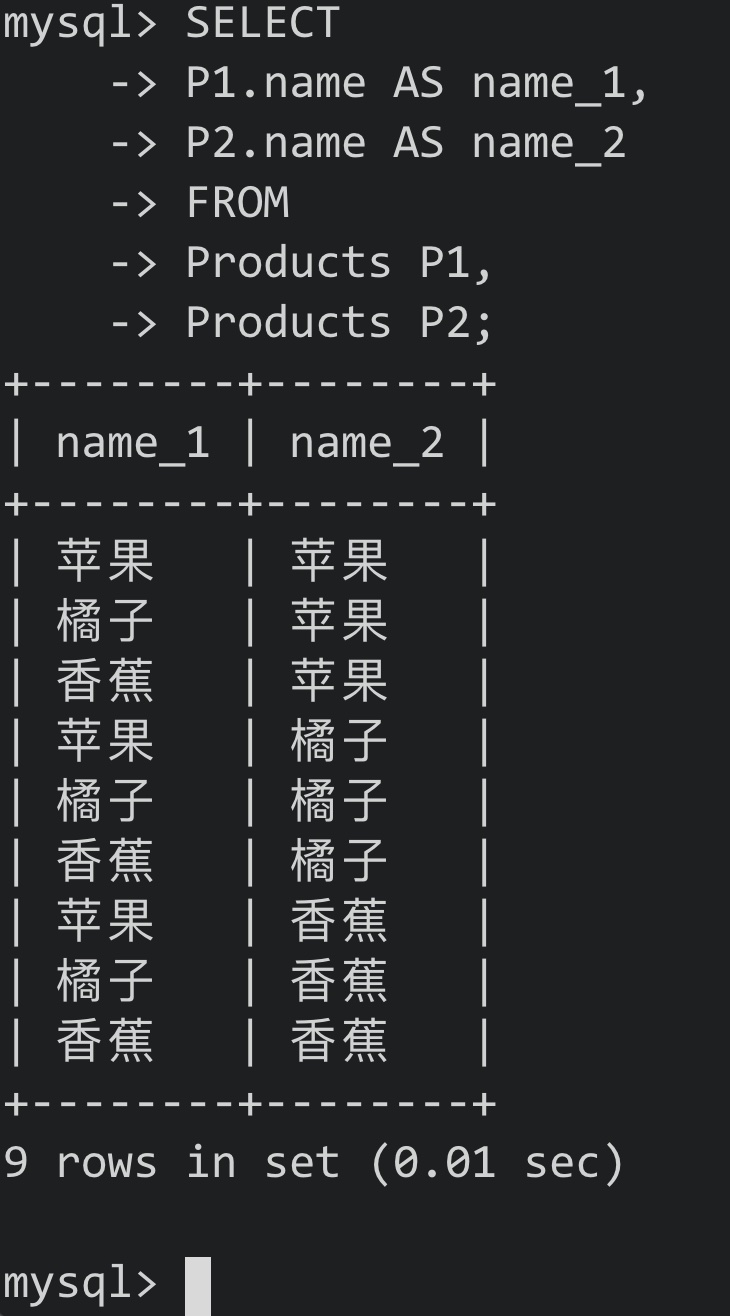 mysql> SELECT
    -> P1.name AS name_1,
    -> P2.name AS name_2
    -> FROM
    -> Products P1,
    -> Products P2;
+--------+--------+
| name_1 | name_2 |
+--------+--------+
| 苹果   | 苹果   |
| 橘子   | 苹果   |
| 香蕉   | 苹果   |
| 苹果   | 橘子   |
| 橘子   | 橘子   |
| 香蕉   | 橘子   |
| 苹果   | 香蕉   |
| 橘子   | 香蕉   |
| 香蕉   | 香蕉   |
+--------+--------+
9 rows in set (0.01 sec)
mysql>